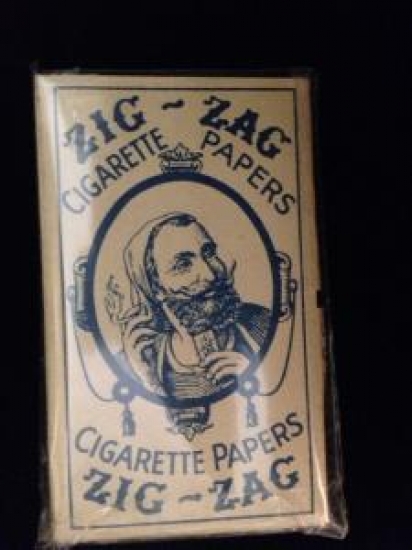 ZIG ~ ZAG
CIGARETTE PAPERS
CIGARETTE PAPERS
ZIG ~ ZAG